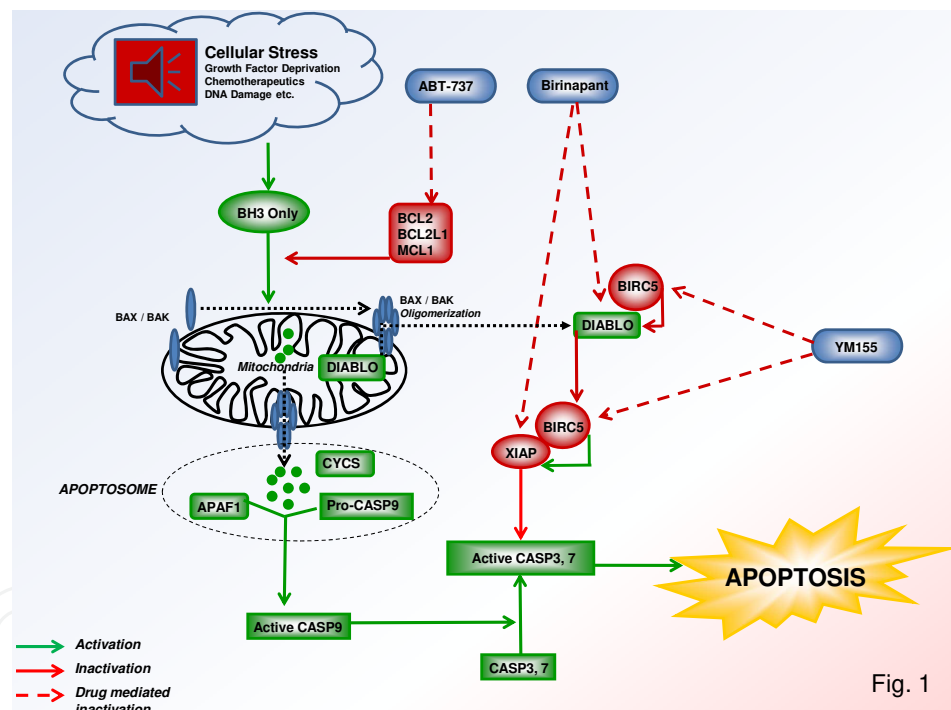 Cellular Stress
Growth Factor Deprivation
Chemotherapeutics
DNA Damage etc.
ABT-737
Birinapant
BH3 Only
BCL2
BCL2L1
MCL1
BAX / BAK
BAX / BAK
Oligomerization
BIRC5
DIABLO
YM155
Mitochondria
DIABLO
BIRC5
XIAP
CYCS
APOPTOSOME
APAF1
Pro-CASP9
Active CASP3, 7
APOPTOSIS
Active CASP9
CASP3, 7
Activation
Inactivation
Drug mediated
inactivation
Fig. 1